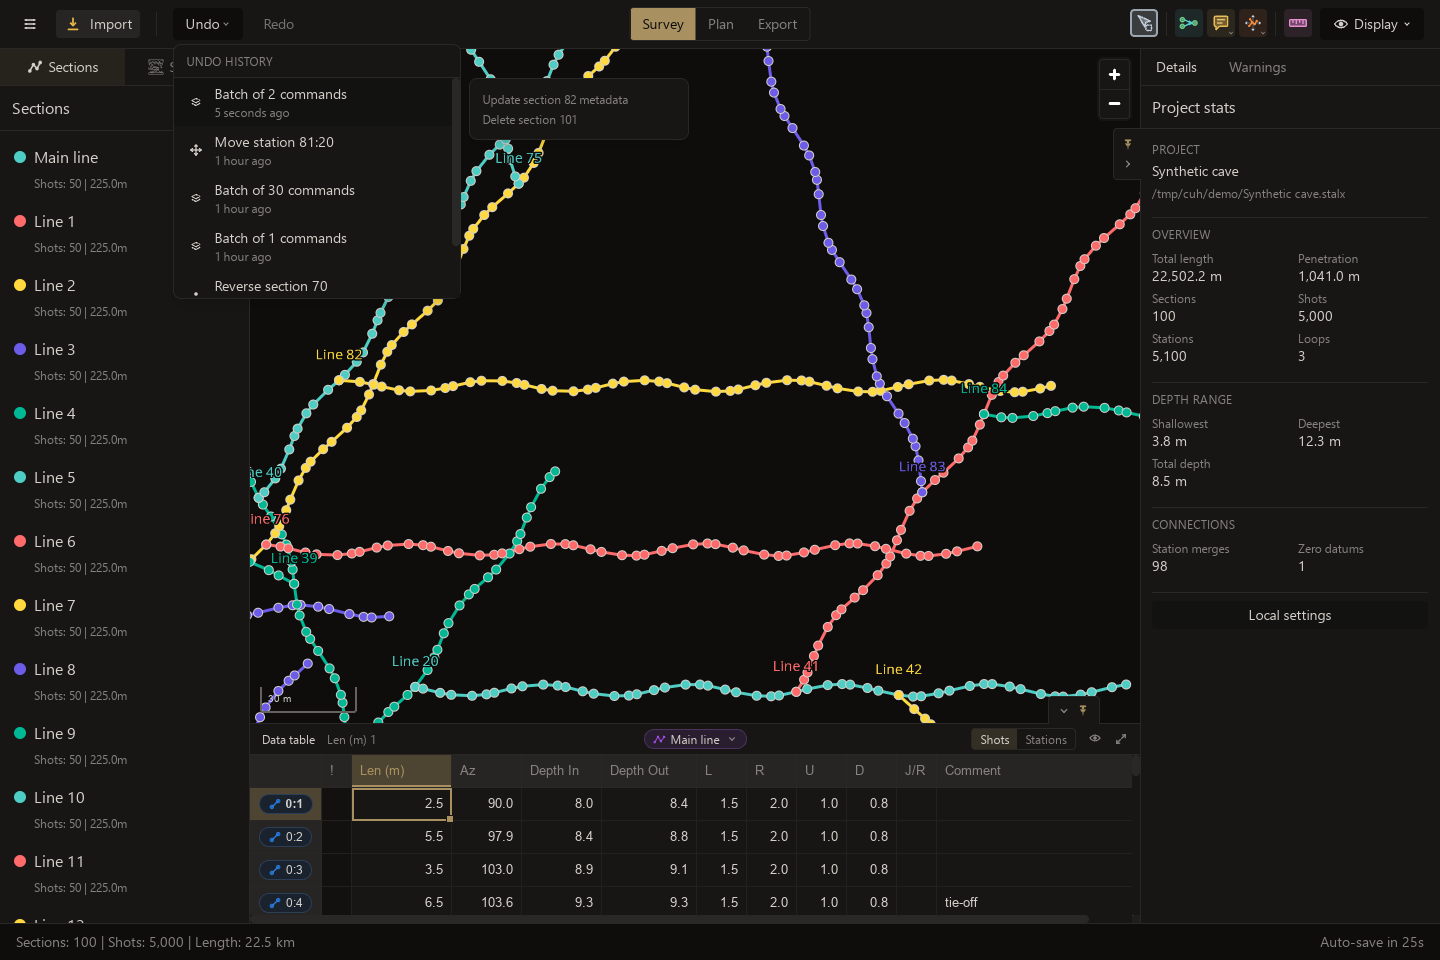 Import
Undo
Redo
Survey
Plan
Export
Display
Sections
UNDO HISTORY
Batch of 2 commands
5 seconds ago
Move station 81:20
1 hour ago
Batch of 30 commands
1 hour ago
Batch of 1 commands
1 hour ago
Reverse section 70
Update section 82 metadata
Delete section 101
Sections
Main line
Shots: 50 | 225.0m
Line 1
Shots: 50 | 225.0m
Line 2
Shots: 50 | 225.0m
Line 3
Shots: 50 | 225.0m
Line 4
Shots: 50 | 225.0m
Line 5
Shots: 50 | 225.0m
Line 6
Shots: 50 | 225.0m
Line 7
Shots: 50 | 225.0m
Line 8
Shots: 50 | 225.0m
Line 9
Shots: 50 | 225.0m
Line 10
Shots: 50 | 225.0m
Line 11
Shots: 50 | 225.0m
Line 75
Line 82
Line 84
Line 83
ne 40
ine 76
Line 39
Line 20
Line 41
Line 42
30 m
Details
Warnings
Project stats
PROJECT
Synthetic cave
/tmp/cuh/demo/Synthetic cave.stalx
OVERVIEW
Total length
Penetration
22,502.2 m
1,041.0 m
Sections
Shots
100
5,000
Stations
Loops
5,100
3
DEPTH RANGE
Shallowest
Deepest
3.8 m
12.3 m
Total depth
8.5 m
CONNECTIONS
Station merges
Zero datums
98
1
Local settings
Data table
Len (m) 1
Main line
Shots
Stations
! Len (m) Az Depth In Depth Out L R U D J/R Comment
0:1 2.5 90.0 8.0 8.4 1.5 2.0 1.0 0.8
0:2 5.5 97.9 8.4 8.8 1.5 2.0 1.0 0.8
0:3 3.5 103.0 8.9 9.1 1.5 2.0 1.0 0.8
0:4 6.5 103.6 9.3 9.3 1.5 2.0 1.0 0.8 tie-off
Sections: 100 | Shots: 5,000 | Length: 22.5 km
Auto-save in 25s